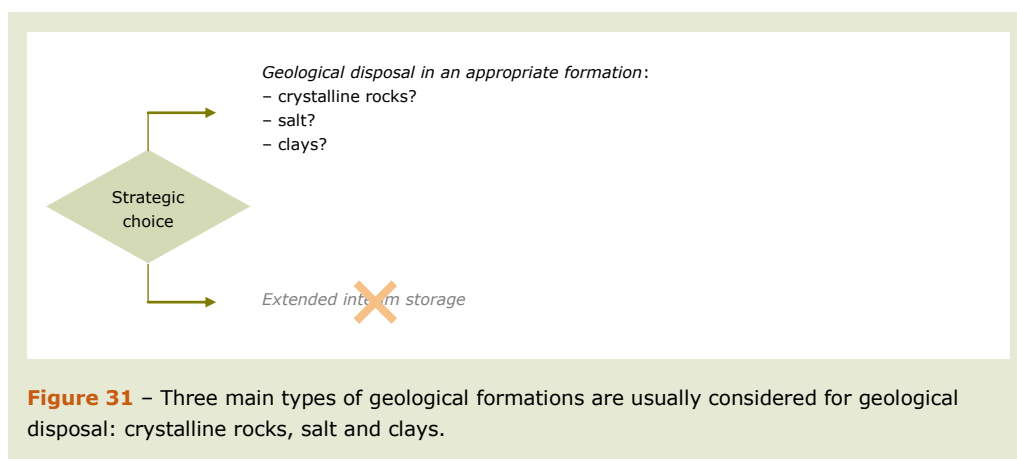 Geological disposal in an appropriate formation:
– crystalline rocks?
– salt?
– clays?
Strategic
choice
Extended interim storage
Figure 31 – Three main types of geological formations are usually considered for geological
disposal: crystalline rocks, salt and clays.